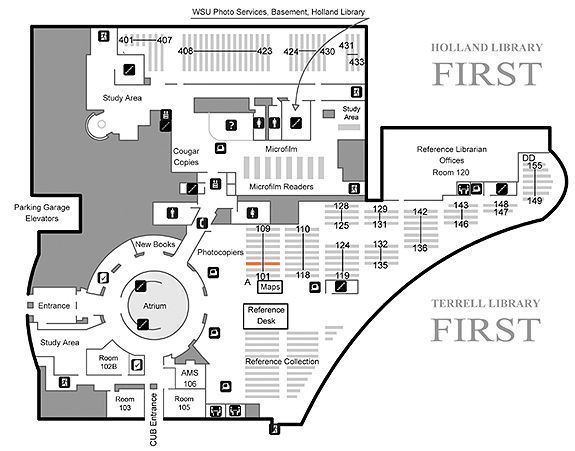 WSU Photo Services, Basement, Holland Library
401 407
408 423
424 430
431
433
HOLLAND LIBRARY
FIRST
Study Area
Study
Area
?
Cougar
Copies
Microfilm
Microfilm Readers
Reference Librarian
Offices
Room 120
DD
155
149
Parking Garage
Elevators
New Books
Photocopiers
109
101
110
118
128
125
124
119
129
131
132
135
142
136
143
146
148
147
A
Maps
Entrance
Atrium
Reference
Desk
TERRELL LIBRARY
FIRST
Study Area
Room
102B
AMS
106
Reference Collection
Room
103
CUB Entrance
Room
105